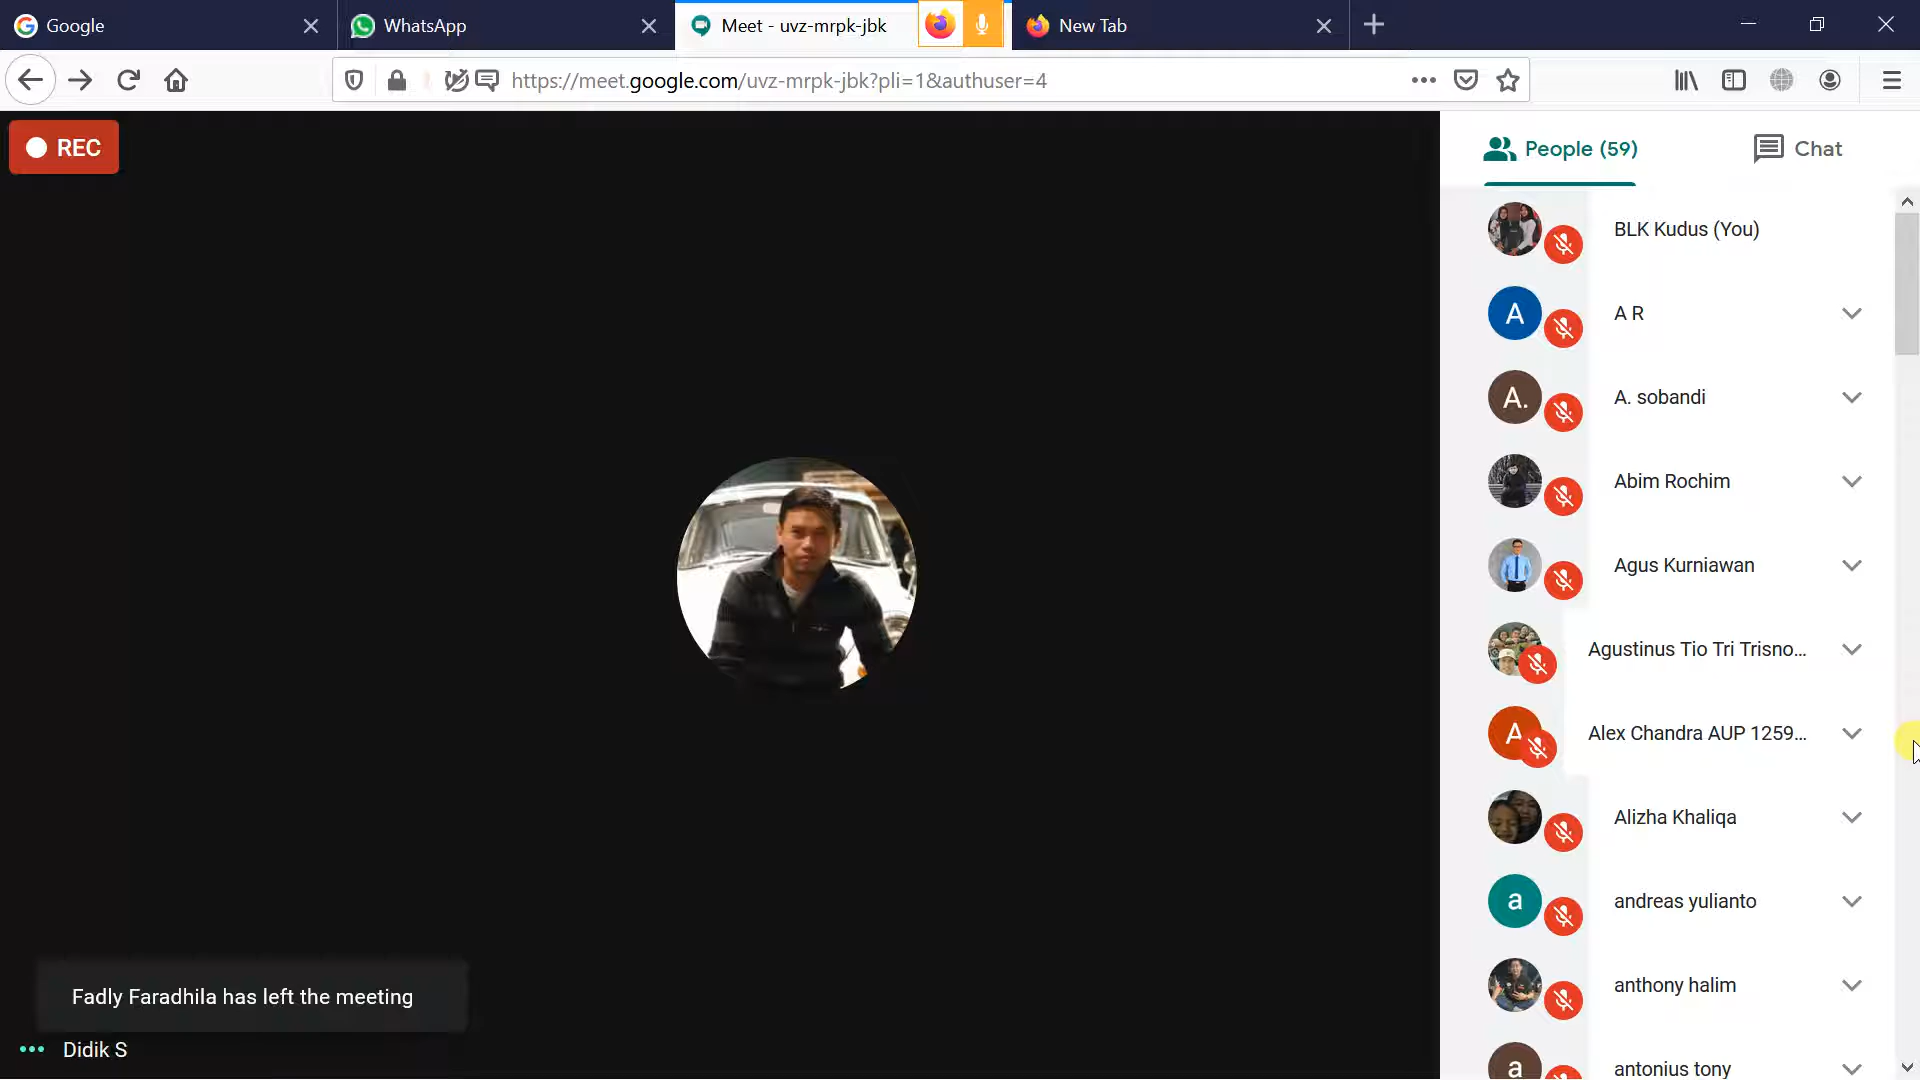 Google
WhatsApp
Meet - uvz-mrpk-jbk
New Tab
https://meet.google.com/uvz-mrpk-jbk?pli=1&authuser=4
REC
People (59)
Chat
BLK Kudus (You)
A R
A
A. sobandi
A.
Abim Rochim
Agus Kurniawan
Agustinus Tio Tri Trisno...
Alex Chandra AUP 1259...
A
Alizha Khaliqa
andreas yulianto
a
anthony halim
antonius tony
a
Fadly Faradhila has left the meeting
Didik S